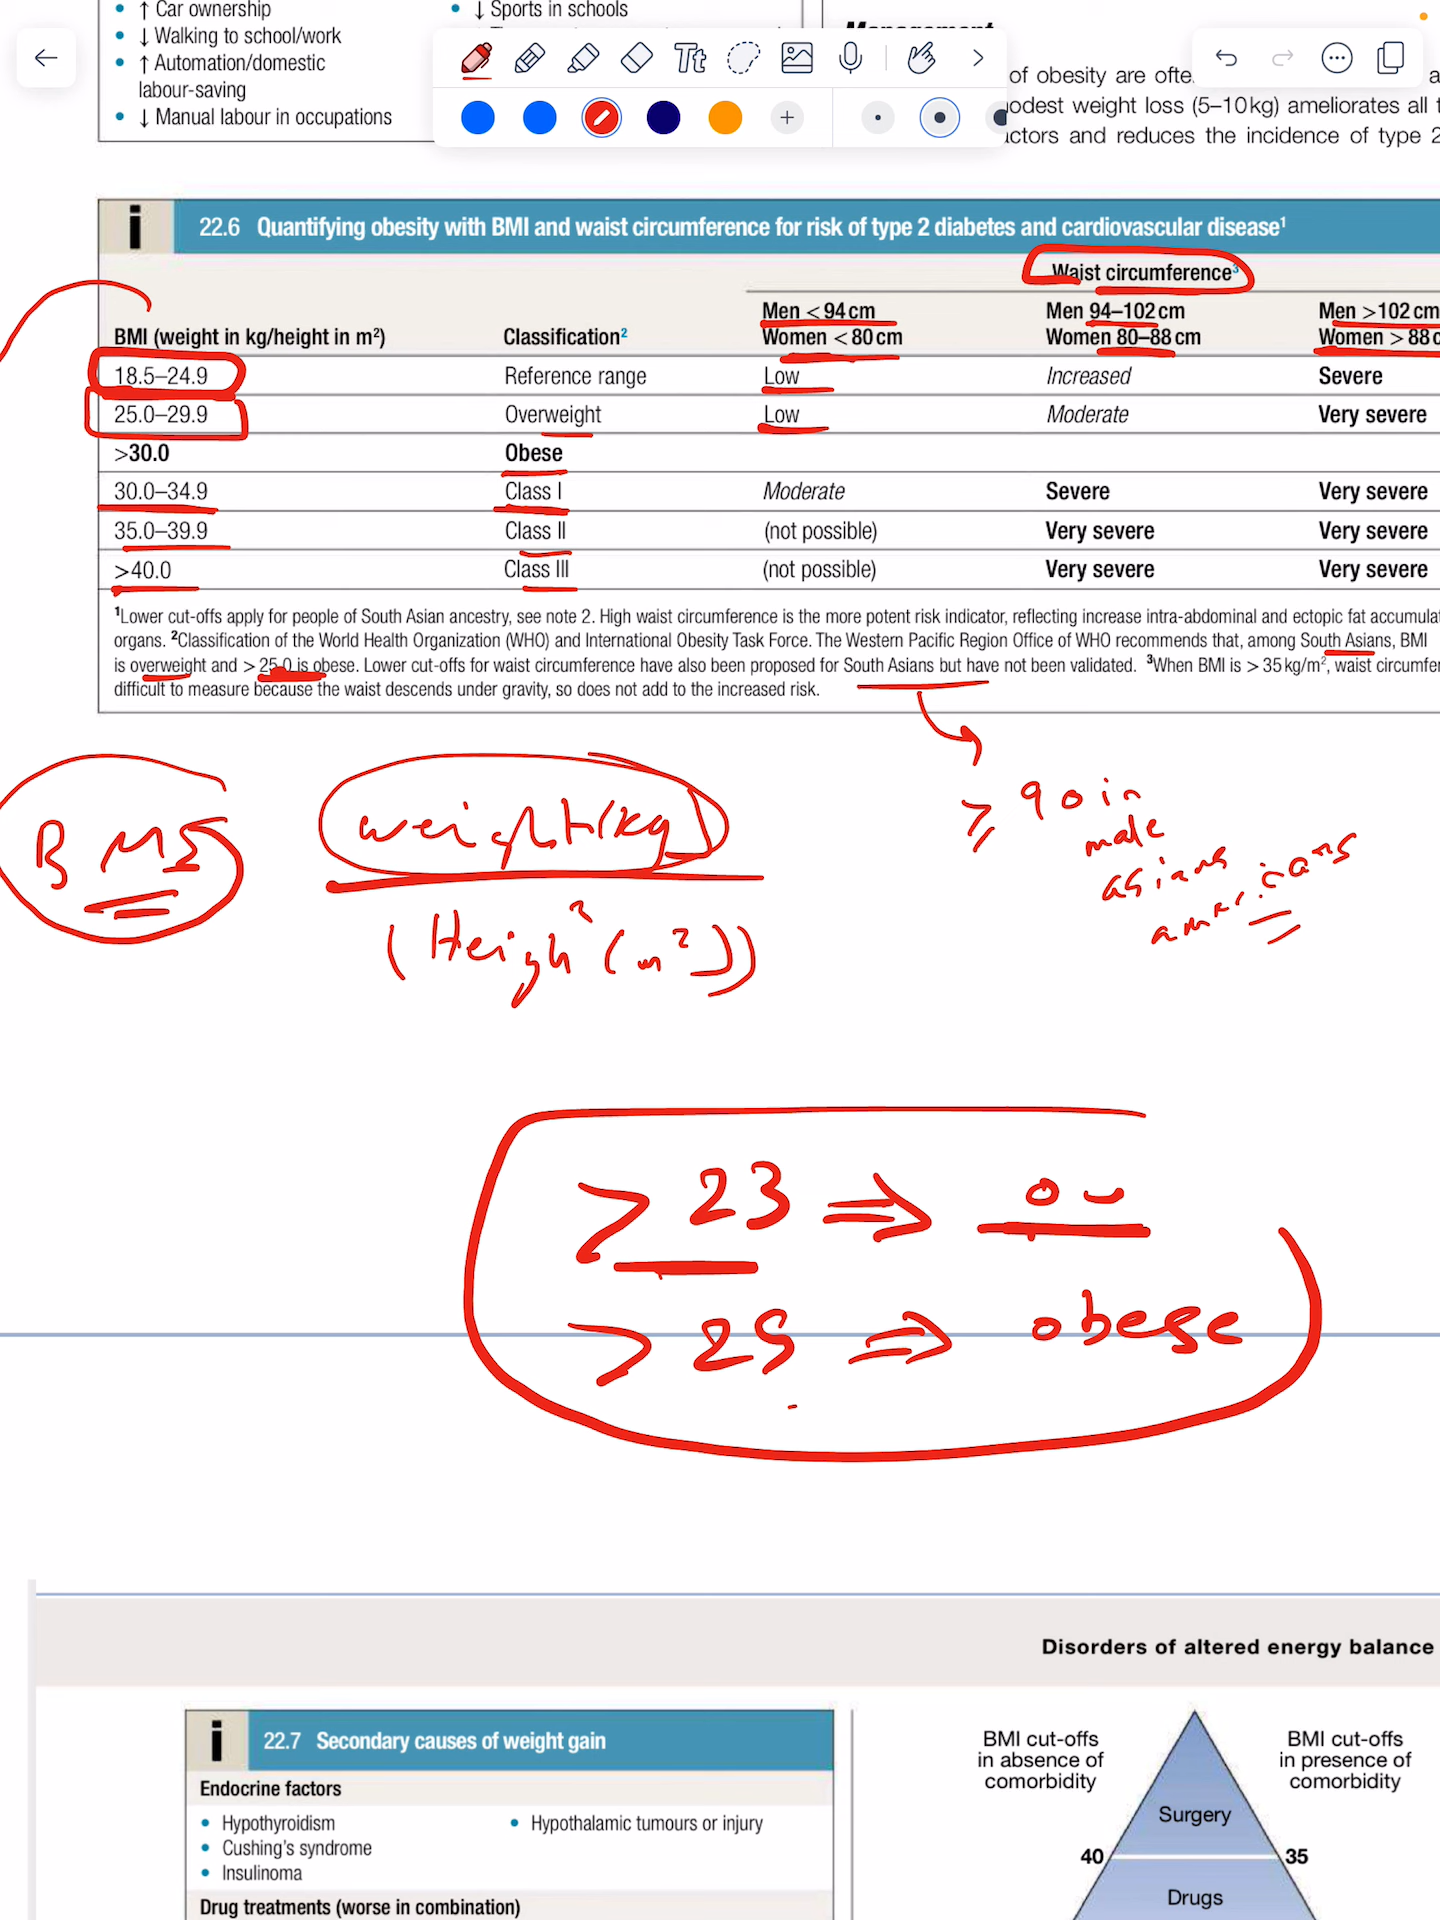 • ↑ Car ownership
• ↓ Walking to school/work
• ↑ Automation/domestic
labour-saving
• ↓ Manual labour in occupations
• ↓ Sports in schools
Management
of obesity are ofte
odest weight loss (5–10 kg) ameliorates all
actors and reduces the incidence of type 2
Tt
i
22.6 Quantifying obesity with BMI and waist circumference for risk of type 2 diabetes and cardiovascular disease¹
Waist circumference³
BMI (weight in kg/height in m²) Classification² Men < 94 cm Women < 80 cm Men 94–102 cm Women 80–88 cm Men >102 cm Women > 88
18.5–24.9 Reference range Low Increased Severe
25.0–29.9 Overweight Low Moderate Very severe
>30.0 Obese
30.0–34.9 Class I Moderate Severe Very severe
35.0–39.9 Class II (not possible) Very severe Very severe
>40.0 Class III (not possible) Very severe Very severe
¹Lower cut-offs apply for people of South Asian ancestry, see note 2. High waist circumference is the more potent risk indicator, reflecting increase intra-abdominal and ectopic fat accumulat
organs. ²Classification of the World Health Organization (WHO) and International Obesity Task Force. The Western Pacific Region Office of WHO recommends that, among South Asians, BMI
is overweight and > 25.0 is obese. Lower cut-offs for waist circumference have also been proposed for South Asians but have not been validated. ³When BMI is > 35 kg/m², waist circumfer
difficult to measure because the waist descends under gravity, so does not add to the increased risk.
BMI
weight (kg)
(Heigh² (m²))
≥ 90 in
male
asians
americans
≥ 23 ⇒
> 25 ⇒ obese
Disorders of altered energy balance
i
22.7 Secondary causes of weight gain
Endocrine factors
• Hypothyroidism
• Cushing's syndrome
• Insulinoma
• Hypothalamic tumours or injury
Drug treatments (worse in combination)
BMI cut-offs
in absence of
comorbidity
BMI cut-offs
in presence of
comorbidity
Surgery
40
35
Drugs